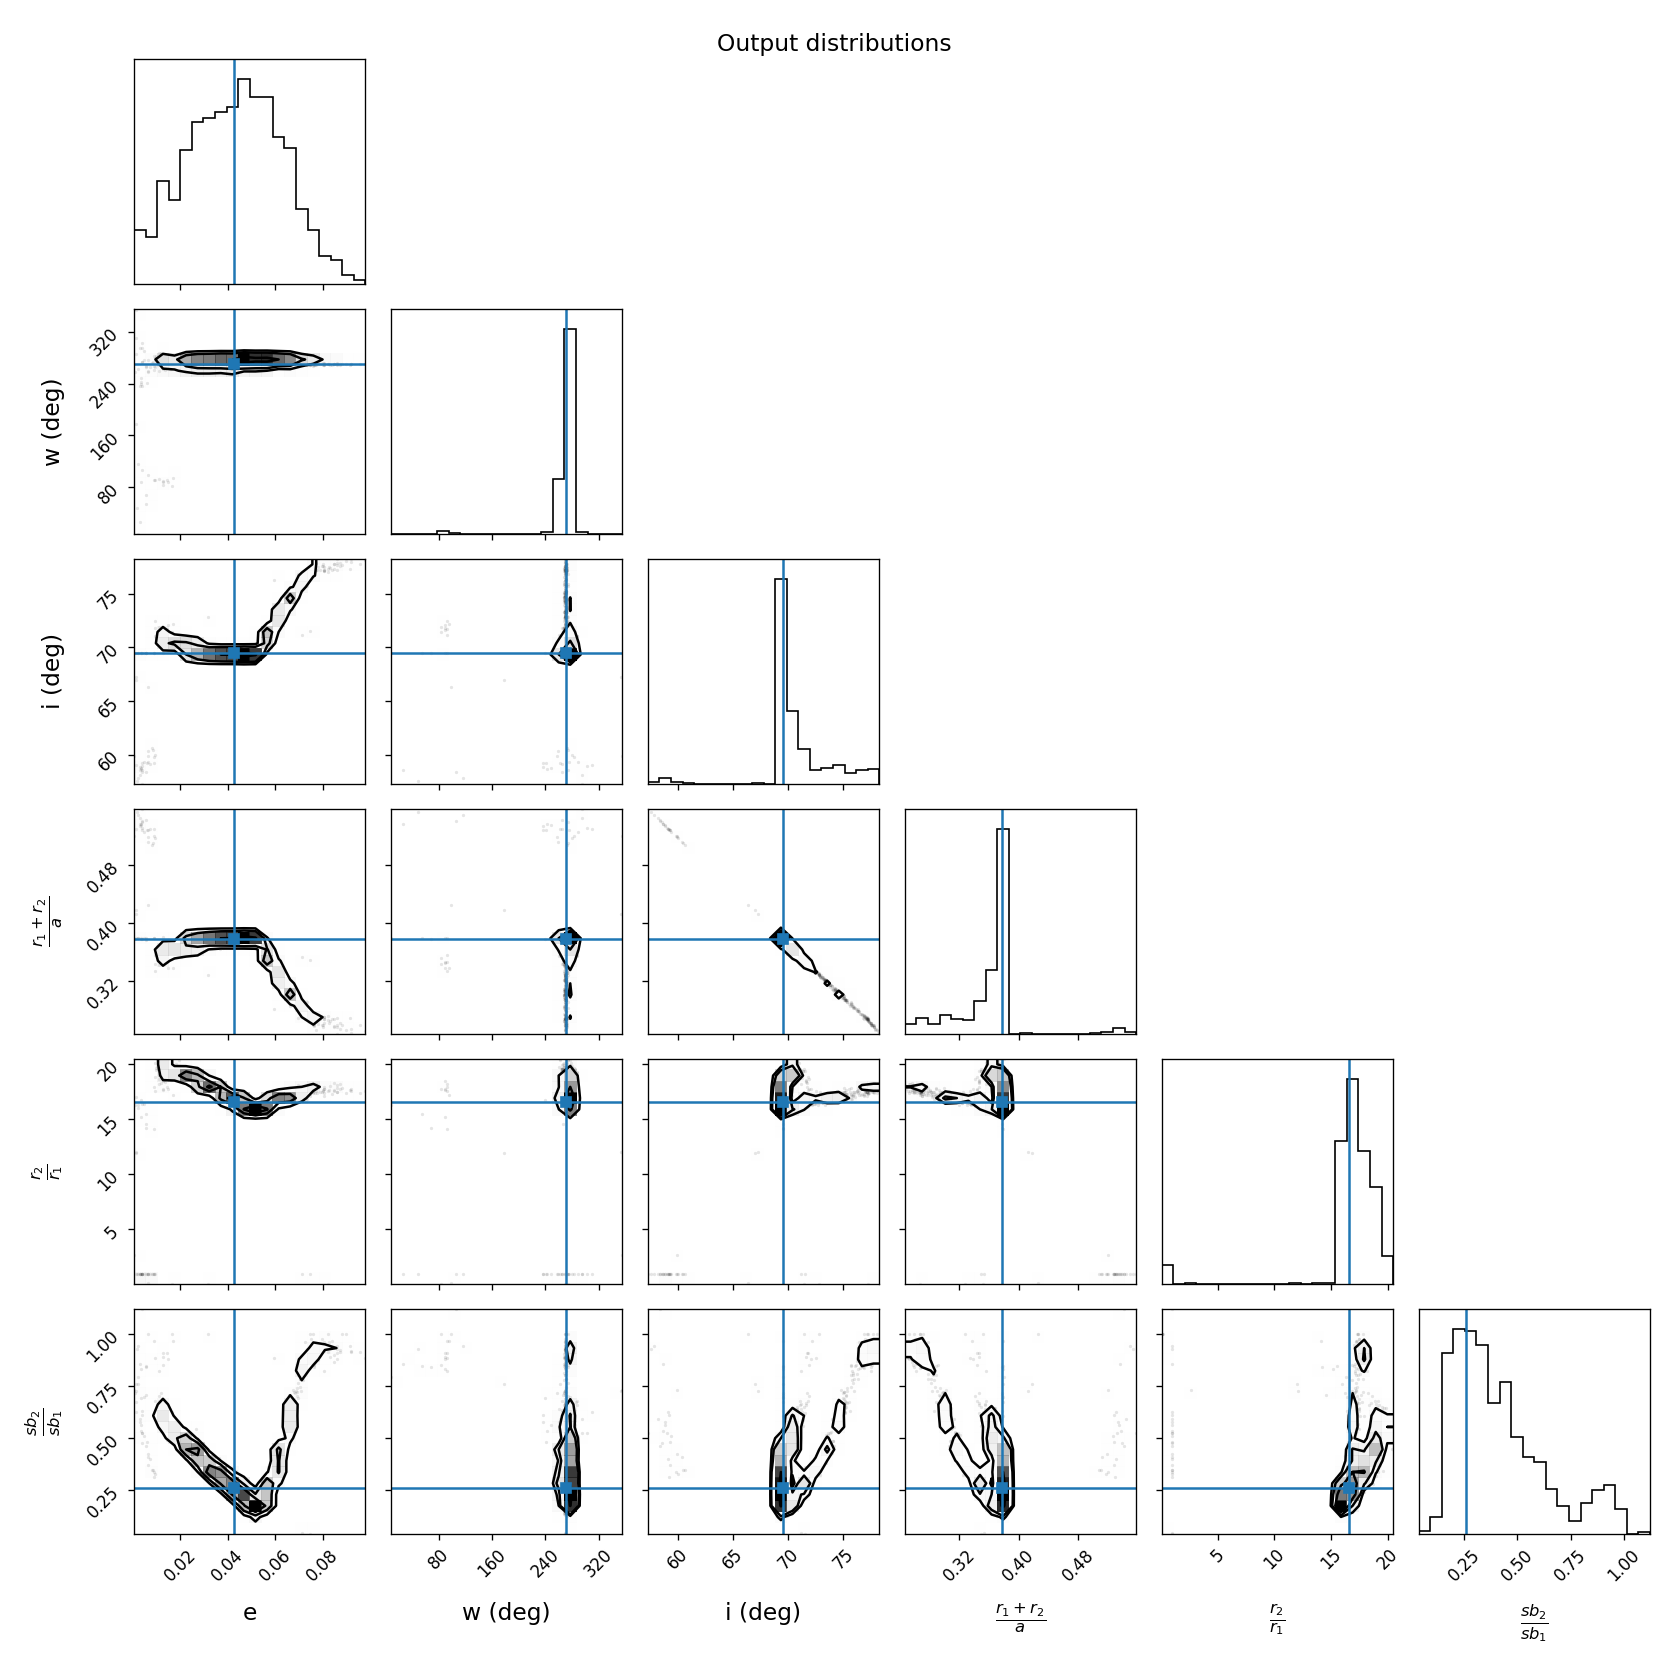 Output distributions
w (deg)
320
240
160
80
i (deg)
75
70
65
60
r₁ + r₂
a
0.48
0.40
0.32
r₂
r₁
20
15
10
5
sb₂
sb₁
1.00
0.75
0.50
0.25
0.02 0.04 0.06 0.08 80 160 240 320 60 65 70 75 0.32 0.40 0.48 5 10 15 20 0.25 0.50 0.75 1.00
e w (deg) i (deg)
r₁ + r₂
a
r₂
r₁
sb₂
sb₁